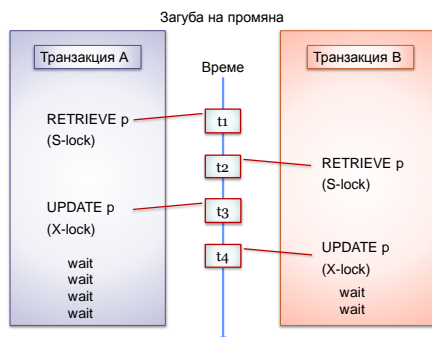 Загуба на промяна
Транзакция A
Време
Транзакция B
RETRIEVE p
(S-lock)
t1
t2
RETRIEVE p
(S-lock)
UPDATE p
(X-lock)
t3
t4
UPDATE p
(X-lock)
wait
wait
wait
wait
wait
wait